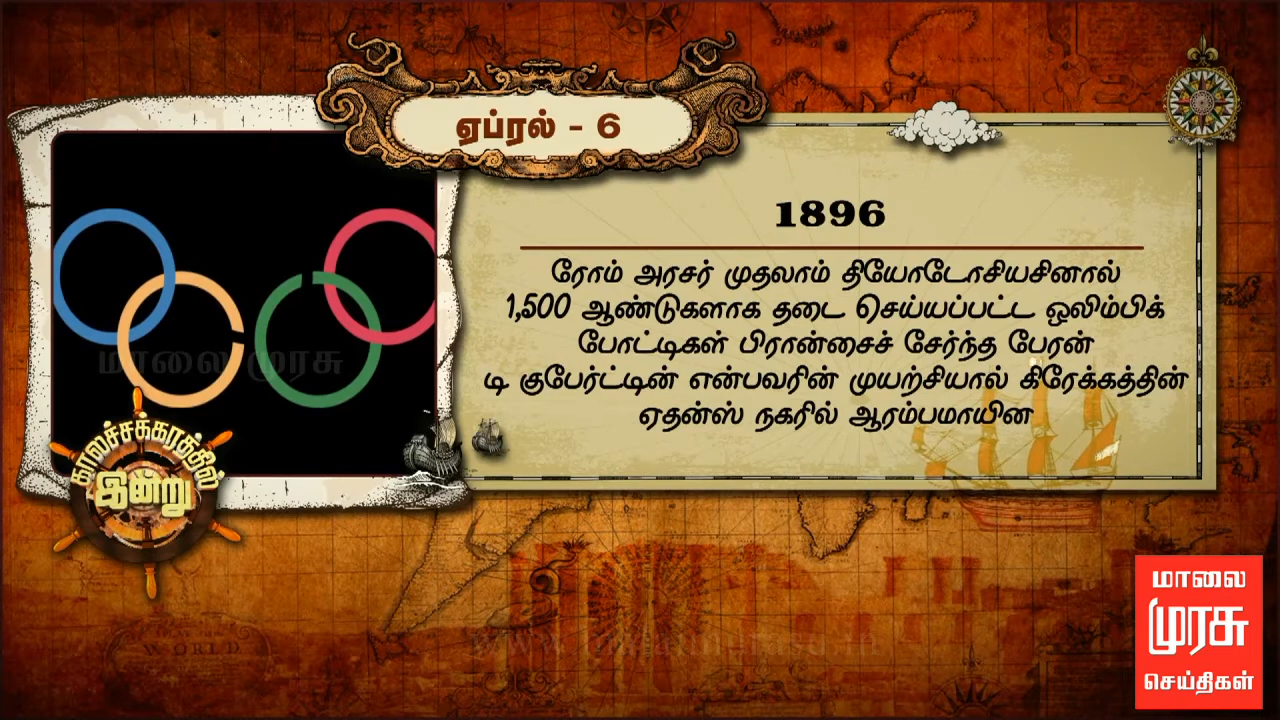 ஏப்ரல் - 6
1896
ரோம் அரசர் முதலாம் தியோடோசியசினால்
1,500 ஆண்டுகளாக தடை செய்யப்பட்ட ஒலிம்பிக்
போட்டிகள் பிரான்சைச் சேர்ந்த பேரன்
டி குபேர்ட்டின் என்பவரின் முயற்சியால் கிரேக்கத்தின்
ஏதன்ஸ் நகரில் ஆரம்பமாயின
மாலை முரசு
காலச்சக்கரத்தில்
இன்று
WORLD
மாலை
முரசு
செய்திகள்